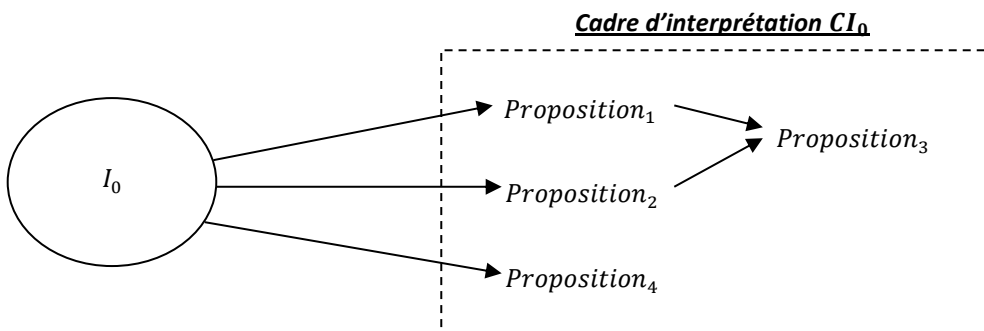 Cadre d’interprétation CI₀
Proposition₁
Proposition₃
I₀
Proposition₂
Proposition₄